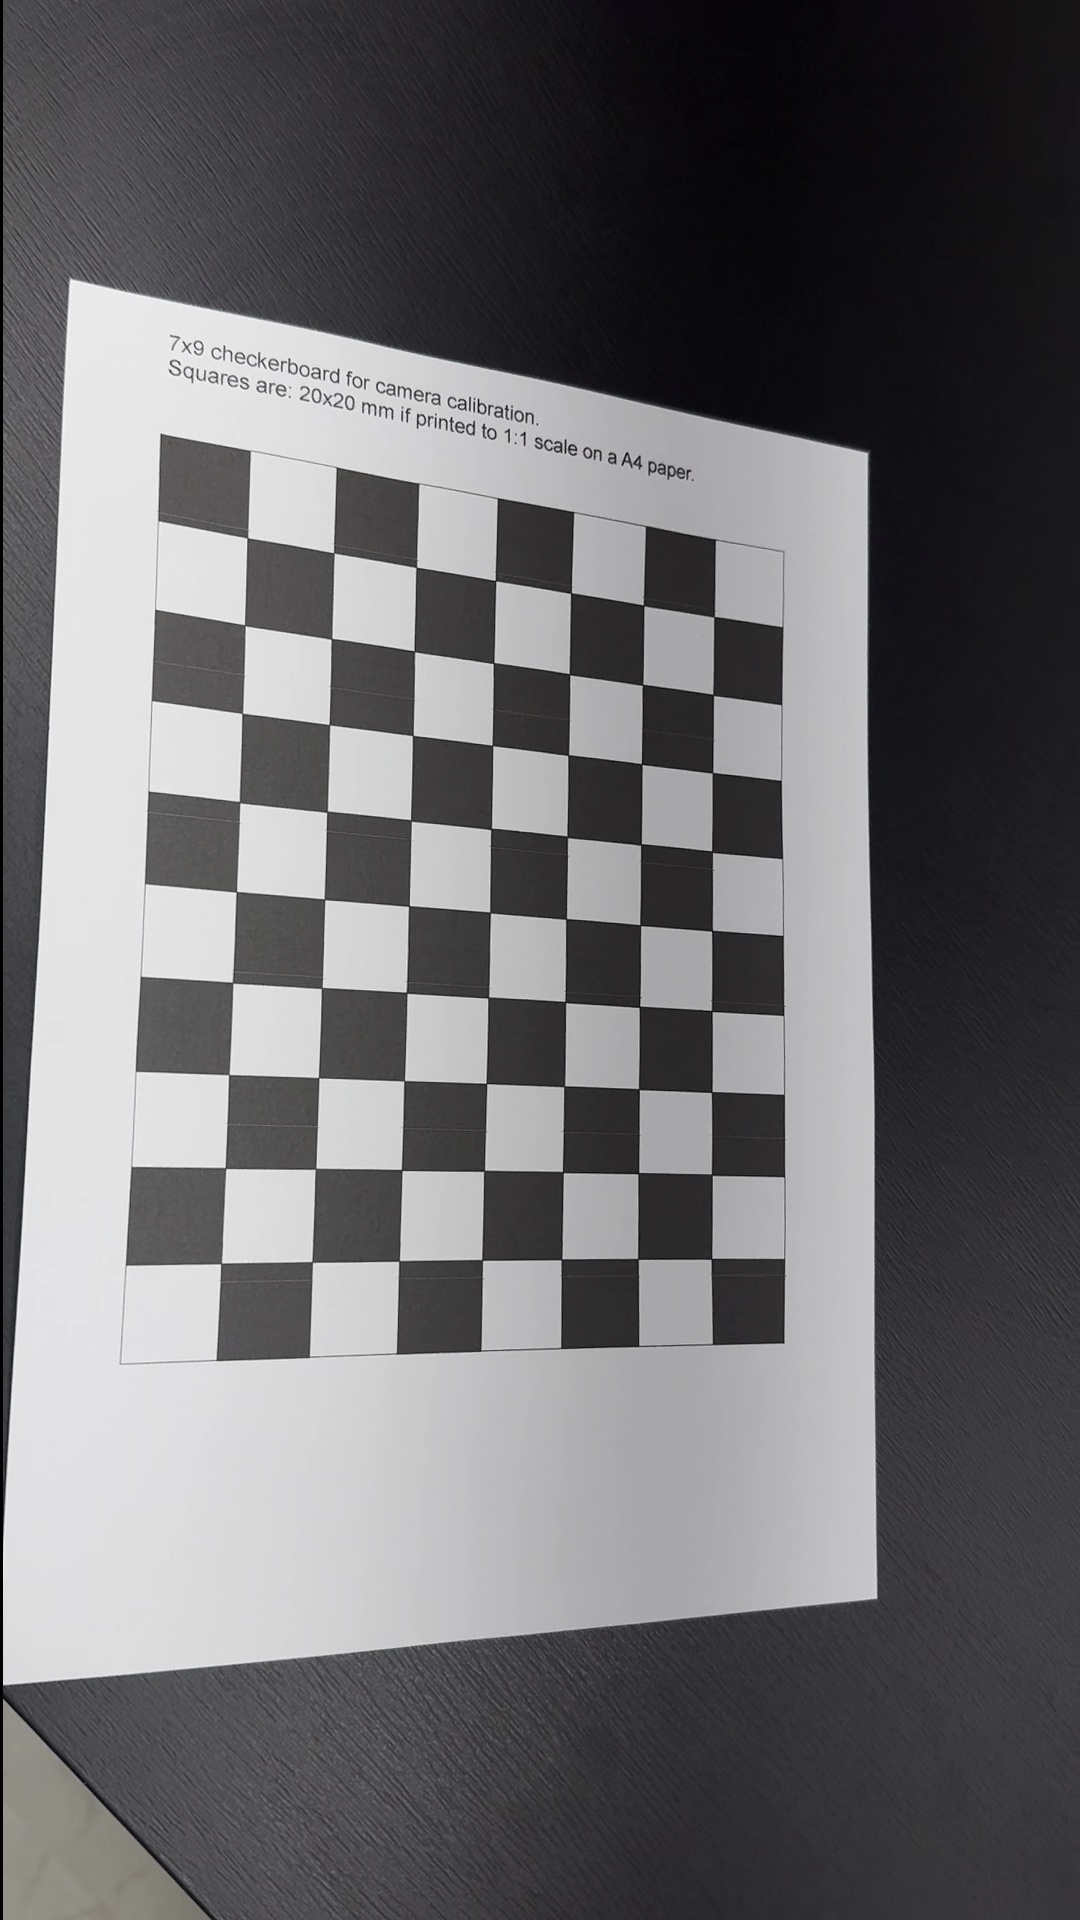 7x9 checkerboard for camera calibration.
Squares are: 20x20 mm if printed to 1:1 scale on a A4 paper.